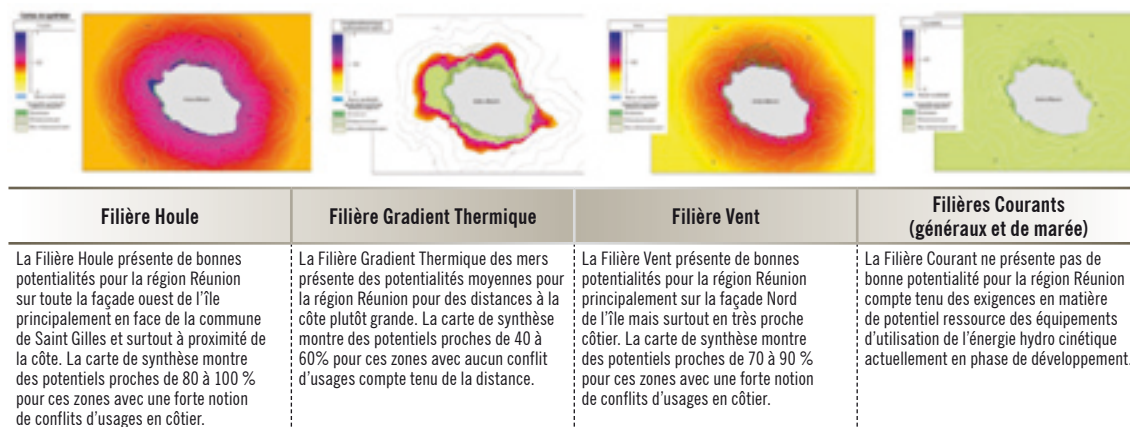 Filière Houle
Filière Gradient Thermique
Filière Vent
Filières Courants
(généraux et de marée)
La Filière Houle présente de bonnes
potentialités pour la région Réunion
sur toute la façade ouest de l’île
principalement en face de la commune
de Saint Gilles et surtout à proximité de
la côte. La carte de synthèse montre
des potentiels proches de 80 à 100 %
pour ces zones avec une forte notion
de conflits d’usages en côtier.
La Filière Gradient Thermique des mers
présente des potentialités moyennes pour
la région Réunion pour des distances à la
côte plutôt grande. La carte de synthèse
montre des potentiels proches de 40 à
60% pour ces zones avec aucun conflit
d’usages compte tenu de la distance.
La Filière Vent présente de bonnes
potentialités pour la région Réunion
principalement sur la façade Nord
de l’île mais surtout en très proche
côtier. La carte de synthèse montre
des potentiels proches de 70 à 90 %
pour ces zones avec une forte notion
de conflits d’usages en côtier.
La Filière Courant ne présente pas de
bonne potentialité pour la région Réunion
compte tenu des exigences en matière
de potentiel ressource des équipements
d’utilisation de l’énergie hydro cinétique
actuellement en phase de développement.